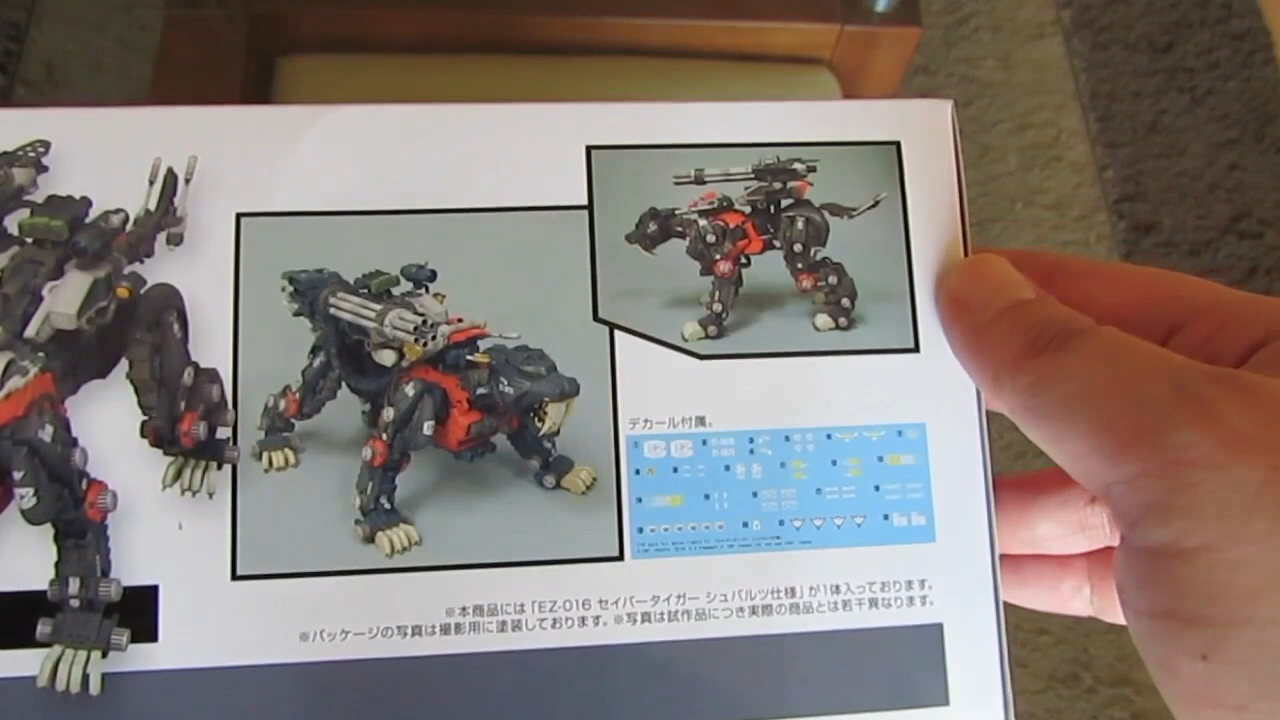 デカール付属。
※本商品には「EZ-016 セイバータイガー シュバルツ仕様」が1体入っております。
※パッケージの写真は撮影用に塗装しております。※写真は試作品につき実際の商品とは若干異なります。